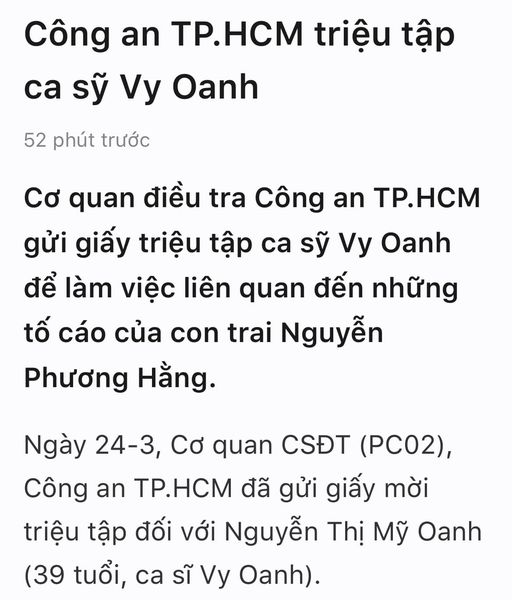 Công an TP.HCM triệu tập
ca sỹ Vy Oanh
52 phút trước
Cơ quan điều tra Công an TP.HCM
gửi giấy triệu tập ca sỹ Vy Oanh
để làm việc liên quan đến những
tố cáo của con trai Nguyễn
Phương Hằng.
Ngày 24-3, Cơ quan CSĐT (PC02),
Công an TP.HCM đã gửi giấy mời
triệu tập đối với Nguyễn Thị Mỹ Oanh
(39 tuổi, ca sĩ Vy Oanh).